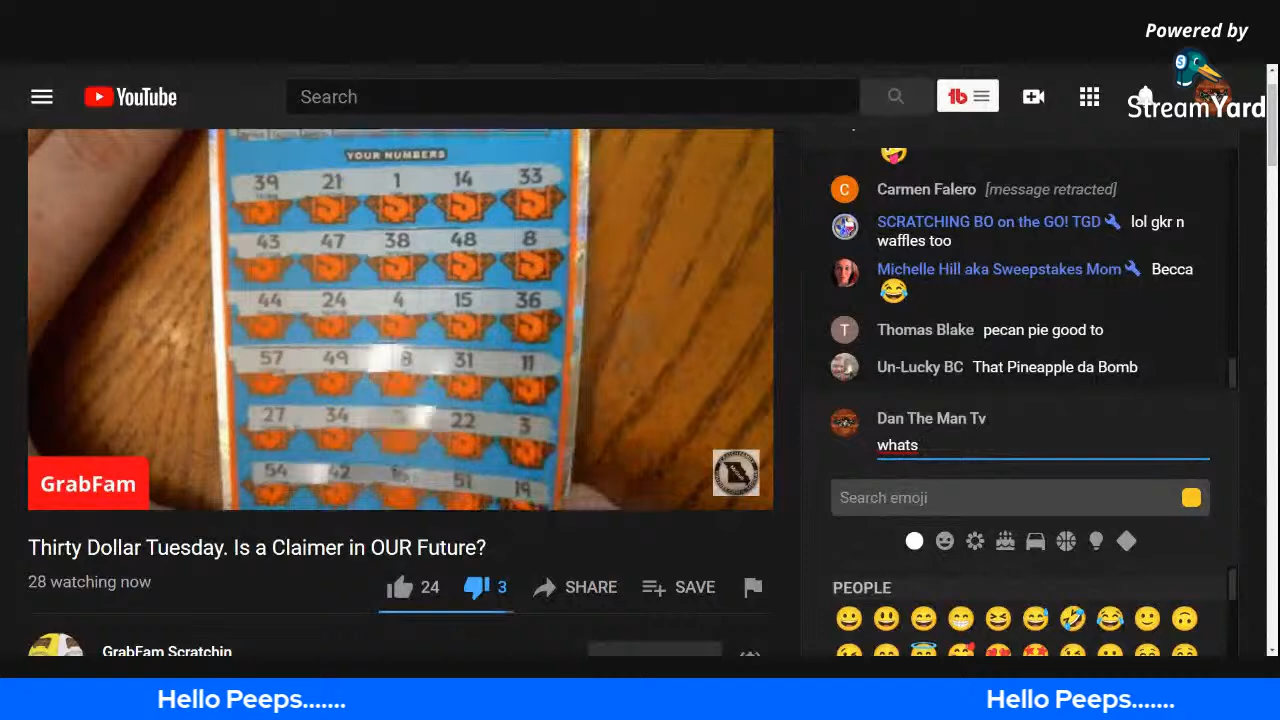 Powered by
StreamYard
YouTube
Search
YOUR NUMBERS
39 21 1 14 33
43 47 38 48 8
44 24 4 15 36
57 49 31 11
27 34 22 3
54 42 51 19
GrabFam
Thirty Dollar Tuesday. Is a Claimer in OUR Future?
28 watching now
24 3 SHARE SAVE
GrabFam Scratchin
Carmen Falero [message retracted]
SCRATCHING BO on the GO! TGD lol gkr n
waffles too
Michelle Hill aka Sweepstakes Mom Becca
Thomas Blake pecan pie good to
Un-Lucky BC That Pineapple da Bomb
Dan The Man Tv
whats
Search emoji
PEOPLE
Hello Peeps....... Hello Peeps.......